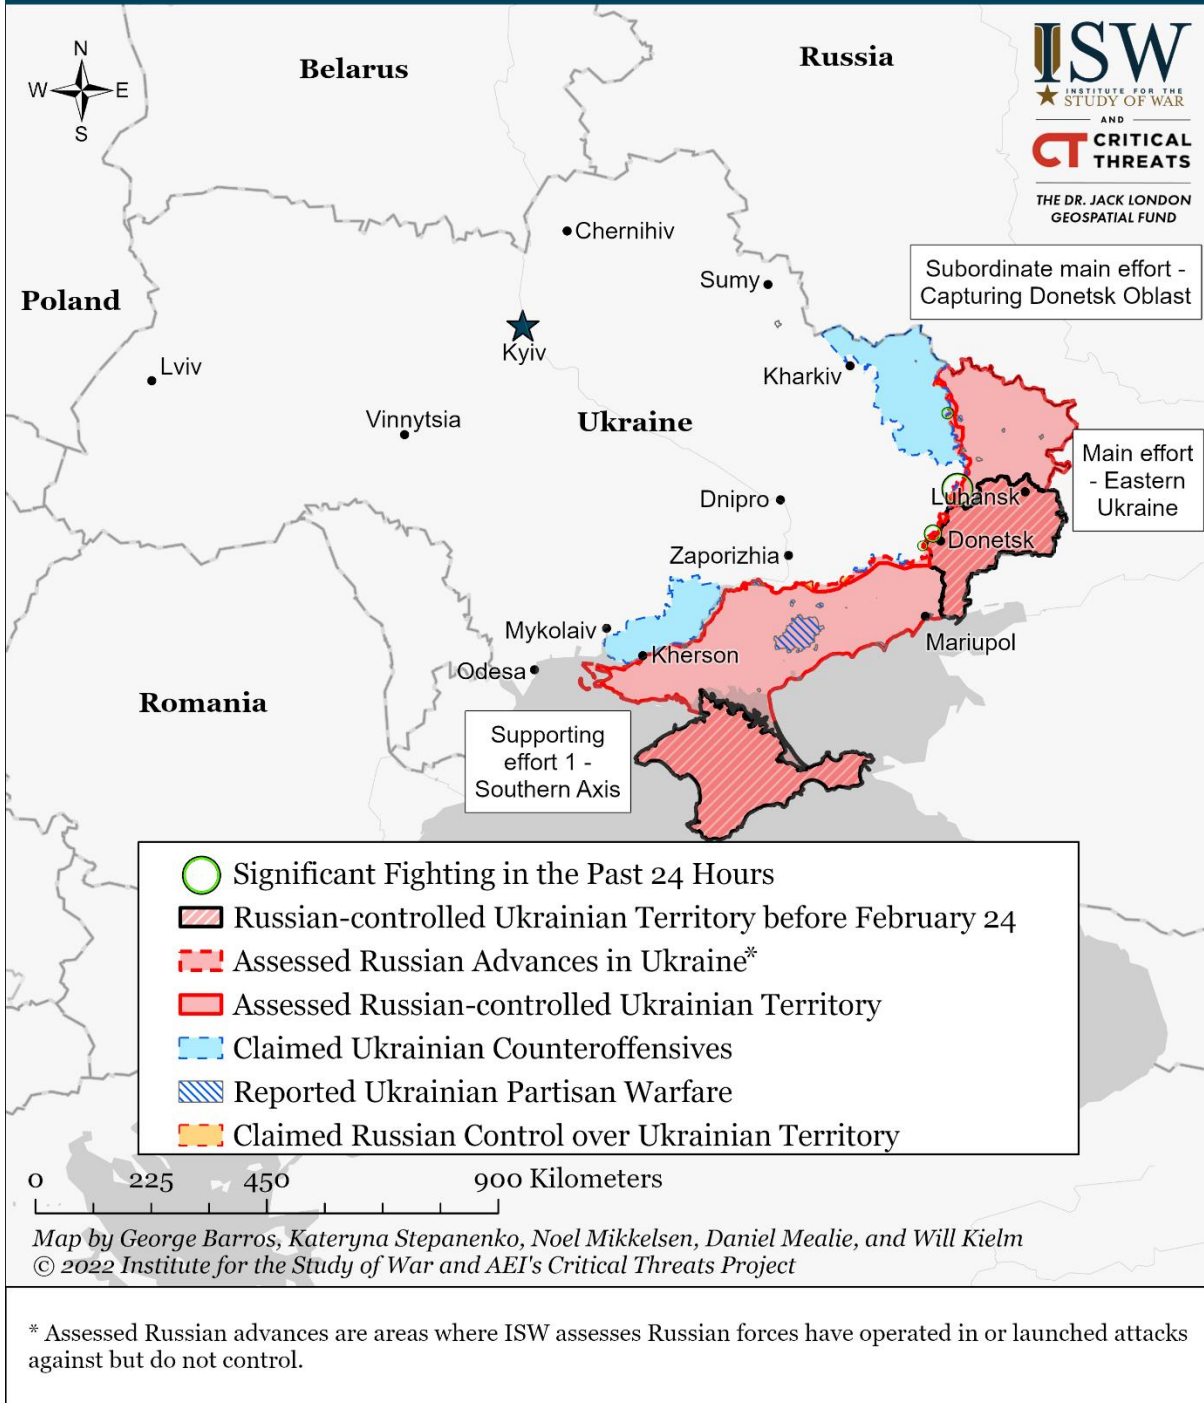 N
W E
S
Belarus
Russia
ISW
INSTITUTE FOR THE
STUDY OF WAR
AND
CT CRITICAL
THREATS
THE DR. JACK LONDON
GEOSPATIAL FUND
Chernihiv
Sumy
Subordinate main effort -
Capturing Donetsk Oblast
Poland
Kyiv
Lviv
Kharkiv
Vinnytsia
Ukraine
Main effort
- Eastern
Ukraine
Luhansk
Dnipro
Donetsk
Zaporizhia
Mykolaiv
Mariupol
Kherson
Odesa
Romania
Supporting
effort 1 -
Southern Axis
Significant Fighting in the Past 24 Hours
Russian-controlled Ukrainian Territory before February 24
Assessed Russian Advances in Ukraine*
Assessed Russian-controlled Ukrainian Territory
Claimed Ukrainian Counteroffensives
Reported Ukrainian Partisan Warfare
Claimed Russian Control over Ukrainian Territory
0 225 450 900 Kilometers
Map by George Barros, Kateryna Stepanenko, Noel Mikkelsen, Daniel Mealie, and Will Kielm
© 2022 Institute for the Study of War and AEI's Critical Threats Project
* Assessed Russian advances are areas where ISW assesses Russian forces have operated in or launched attacks
against but do not control.